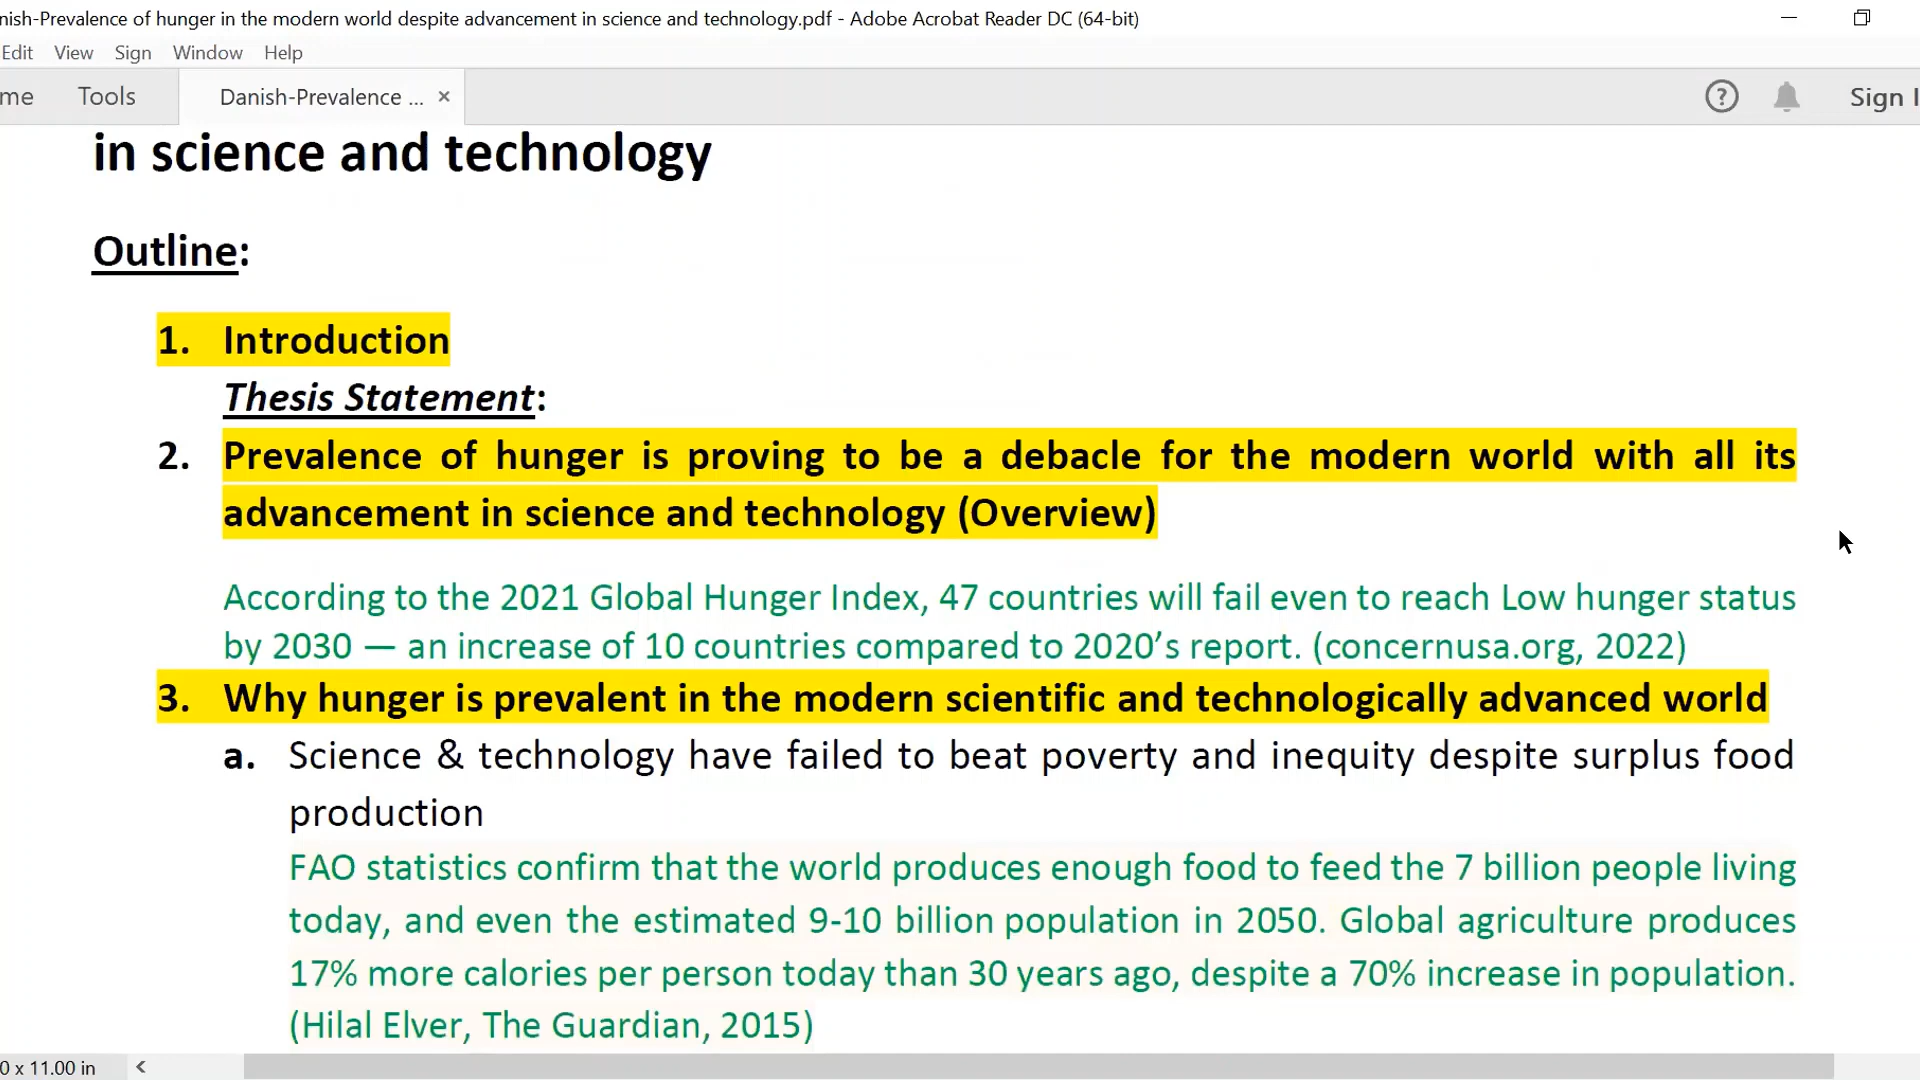 nish-Prevalence of hunger in the modern world despite advancement in science and technology.pdf - Adobe Acrobat Reader DC (64-bit)
Edit View Sign Window Help
me Tools Danish-Prevalence ... × ? Sign I
in science and technology
Outline:
1. Introduction
Thesis Statement:
2. Prevalence of hunger is proving to be a debacle for the modern world with all its
advancement in science and technology (Overview)
According to the 2021 Global Hunger Index, 47 countries will fail even to reach Low hunger status
by 2030 — an increase of 10 countries compared to 2020’s report. (concernusa.org, 2022)
3. Why hunger is prevalent in the modern scientific and technologically advanced world
a. Science & technology have failed to beat poverty and inequity despite surplus food
production
FAO statistics confirm that the world produces enough food to feed the 7 billion people living
today, and even the estimated 9-10 billion population in 2050. Global agriculture produces
17% more calories per person today than 30 years ago, despite a 70% increase in population.
(Hilal Elver, The Guardian, 2015)
0 x 11.00 in <